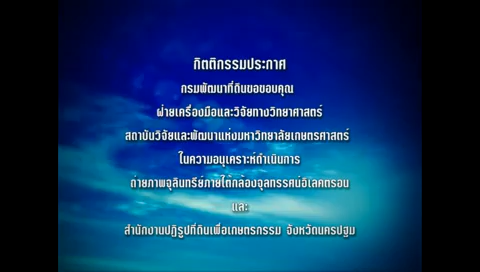 กิตติกรรมประกาศ
กรมพัฒนาที่ดินขอขอบคุณ
ฝ่ายเครื่องมือและวิจัยทางวิทยาศาสตร์
สถาบันวิจัยและพัฒนาแห่งมหาวิทยาลัยเกษตรศาสตร์
ในความอนุเคราะห์ดำเนินการ
ถ่ายภาพจุลินทรีย์ภายใต้กล้องจุลทรรศน์อิเลคตรอน
และ
สำนักงานปฏิรูปที่ดินเพื่อเกษตรกรรม จังหวัดนครปฐม